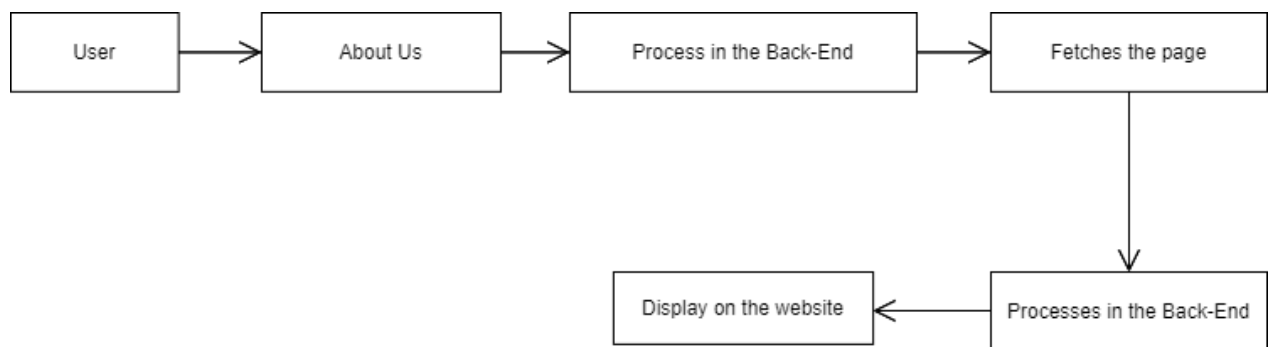 User
About Us
Process in the Back-End
Fetches the page
Processes in the Back-End
Display on the website